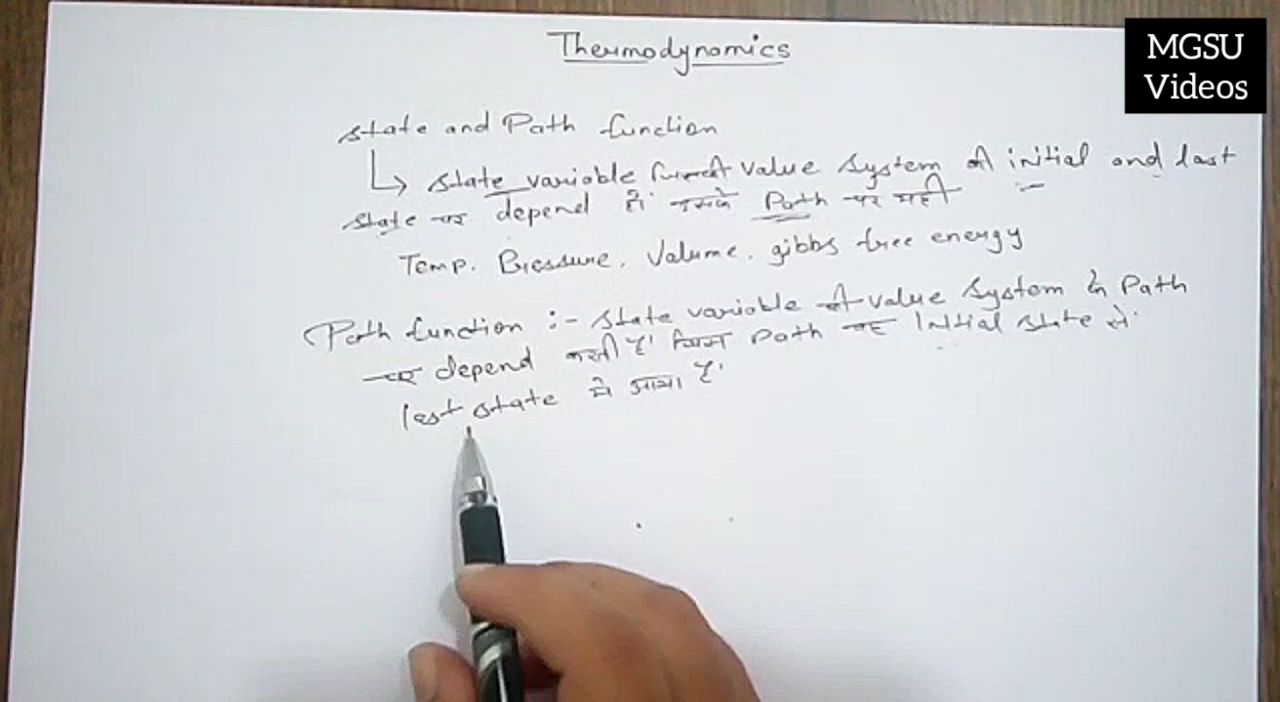 Thermodynamics
MGSU
Videos
state and Path function
↳ state variable जिसकी value system की initial and last
state पर depend हो उसके Path पर नही
Temp. Pressure, Volume, gibbs free energy
Path function :- state variable की value system के Path
पर depend करती है जिस Path से initial state से
last state मे आया है